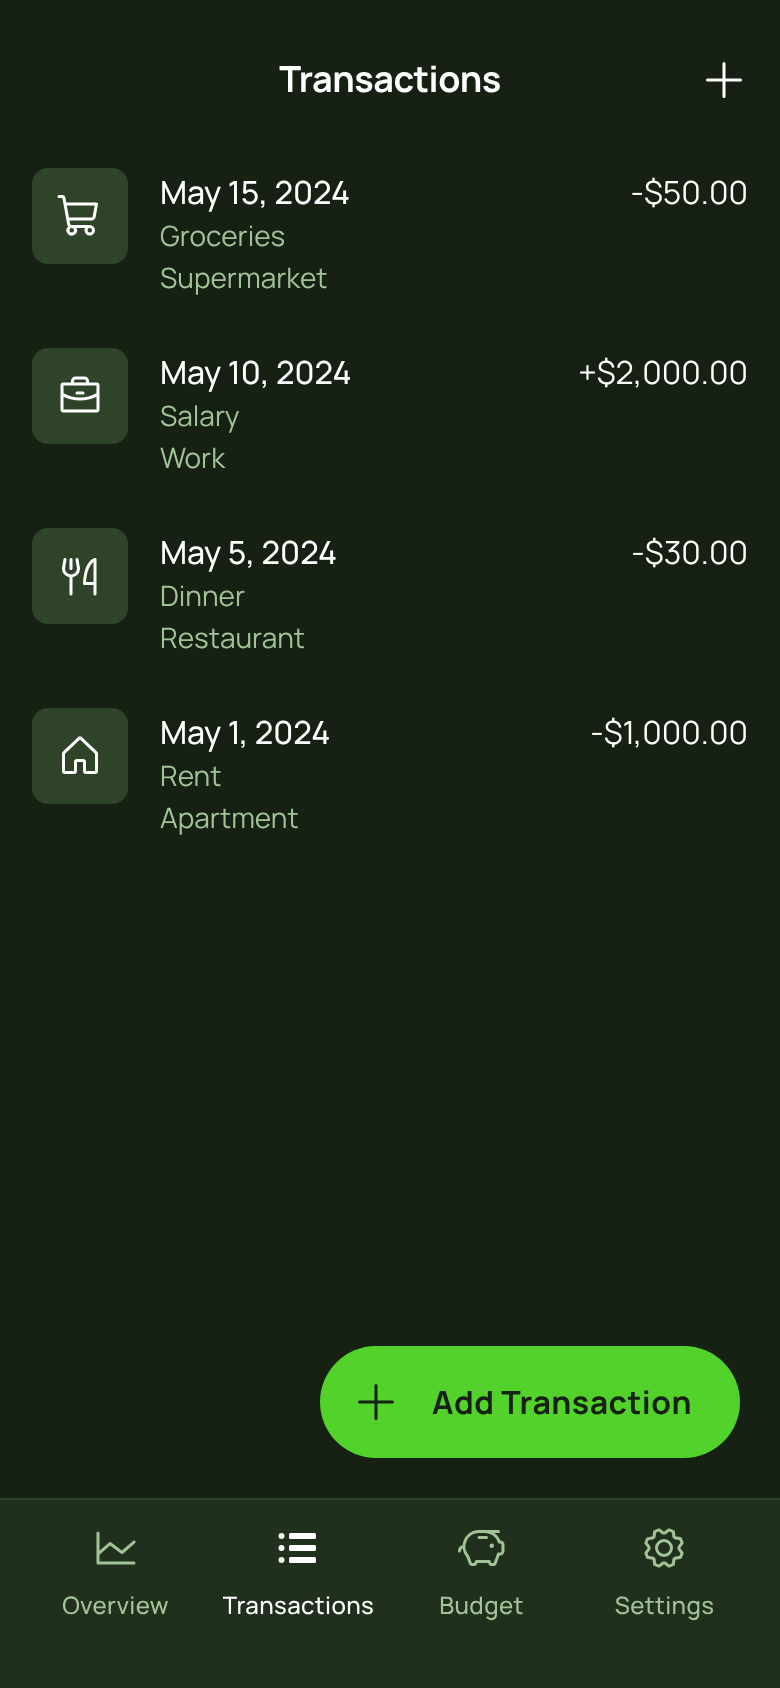 Transactions
May 15, 2024 -$50.00
Groceries
Supermarket
May 10, 2024 +$2,000.00
Salary
Work
May 5, 2024 -$30.00
Dinner
Restaurant
May 1, 2024 -$1,000.00
Rent
Apartment
Add Transaction
Overview Transactions Budget Settings